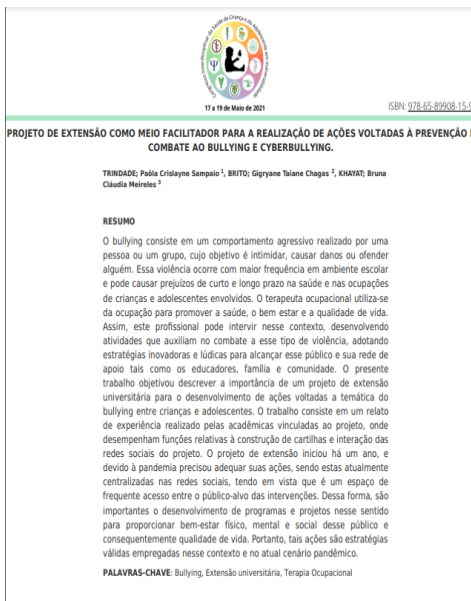 17 a 19 de Maio de 2021
ISBN: 978-65-89908-15-
PROJETO DE EXTENSÃO COMO MEIO FACILITADOR PARA A REALIZAÇÃO DE AÇÕES VOLTADAS À PREVENÇÃO
COMBATE AO BULLYING E CYBERBULLYING.
TRINDADE; Paôla Crislayne Sampaio ¹, BRITO; Gigryane Taiane Chagas ², KHAYAT; Bruna
Cláudia Meireles ³
RESUMO
O bullying consiste em um comportamento agressivo realizado por uma
pessoa ou um grupo, cujo objetivo é intimidar, causar danos ou ofender
alguém. Essa violência ocorre com maior frequência em ambiente escolar
e pode causar prejuízos de curto e longo prazo na saúde e nas ocupações
de crianças e adolescentes envolvidos. O terapeuta ocupacional utiliza-se
da ocupação para promover a saúde, o bem estar e a qualidade de vida.
Assim, este profissional pode intervir nesse contexto, desenvolvendo
atividades que auxiliam no combate a esse tipo de violência, adotando
estratégias inovadoras e lúdicas para alcançar esse público e sua rede de
apoio tais como os educadores, família e comunidade. O presente
trabalho objetivou descrever a importância de um projeto de extensão
universitária para o desenvolvimento de ações voltadas a temática do
bullying entre crianças e adolescentes. O trabalho consiste em um relato
de experiência realizado pelas acadêmicas vinculadas ao projeto, onde
desempenham funções relativas à construção de cartilhas e interação das
redes sociais do projeto. O projeto de extensão iniciou há um ano, e
devido à pandemia precisou adequar suas ações, sendo estas atualmente
centralizadas nas redes sociais, tendo em vista que é um espaço de
frequente acesso entre o público-alvo das intervenções. Dessa forma, são
importantes o desenvolvimento de programas e projetos nesse sentido
para proporcionar bem-estar físico, mental e social desse público e
consequentemente qualidade de vida. Portanto, tais ações são estratégias
válidas empregadas nesse contexto e no atual cenário pandêmico.
PALAVRAS-CHAVE: Bullying, Extensão universitária, Terapia Ocupacional